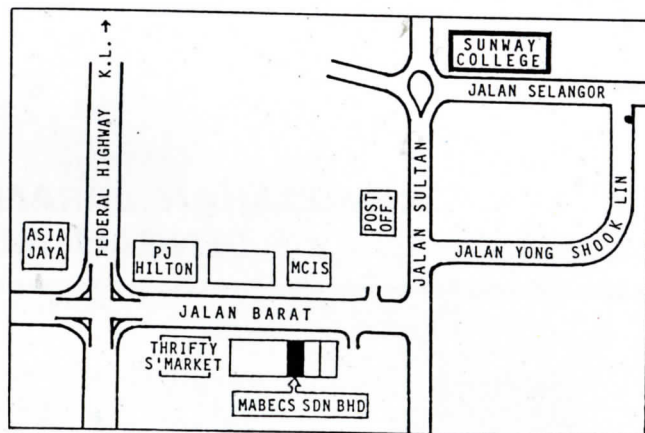 K.L. →
SUNWAY
COLLEGE
JALAN SELANGOR
FEDERAL HIGHWAY
JALAN SULTAN
POST
OFF.
SHOOK LIN
ASIA
JAYA
PJ
HILTON
MCIS
JALAN YONG
JALAN BARAT
THRIFTY
S'MARKET
MABECS SDN BHD